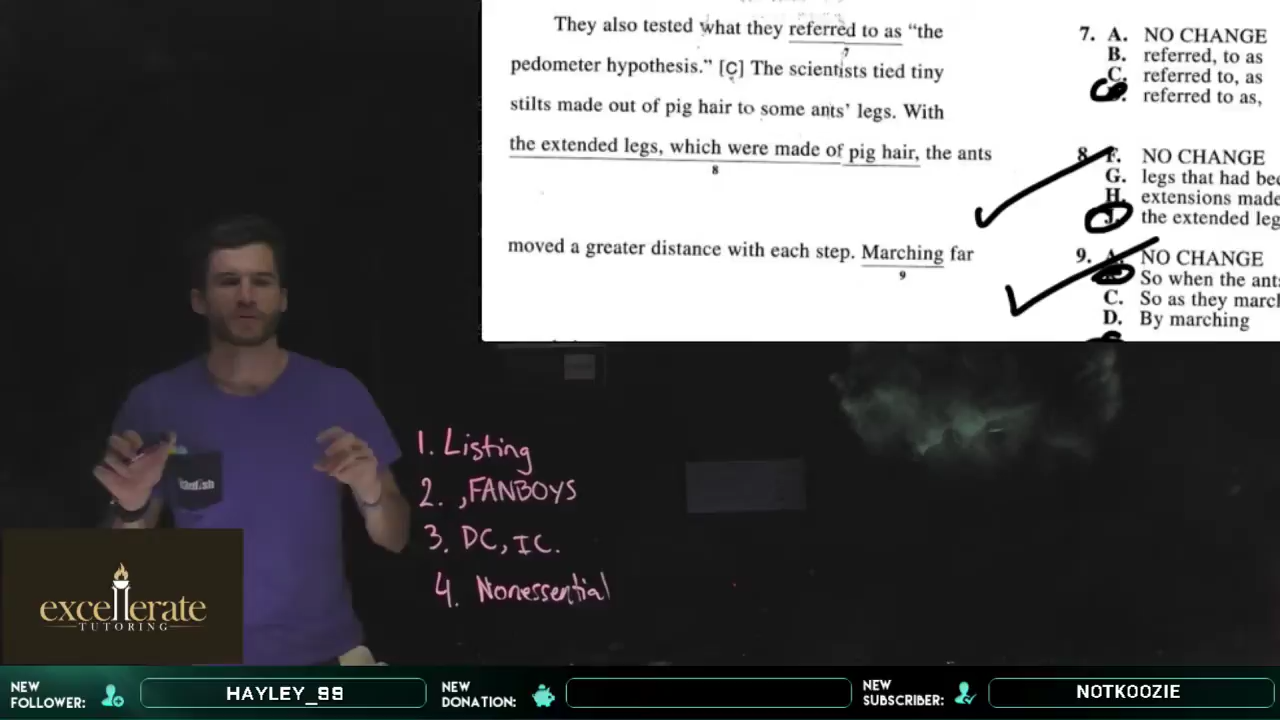 They also tested what they referred to as “the
7
pedometer hypothesis.” [C] The scientists tied tiny
stilts made out of pig hair to some ants’ legs. With
the extended legs, which were made of pig hair, the ants
8
moved a greater distance with each step. Marching far
9
7. A. NO CHANGE
B. referred, to as
C. referred to, as
referred to as,
8. F. NO CHANGE
G. legs that had bee
H. extensions made
J. the extended leg
9. A. NO CHANGE
So when the ants
C. So as they marc
D. By marching
1. Listing
2. , FANBOYS
3. DC, IC.
4. Nonessential
excellerate
TUTORING
NEW
FOLLOWER:
HAYLEY_99
NEW
DONATION:
NEW
SUBSCRIBER:
NOTKOOZIE